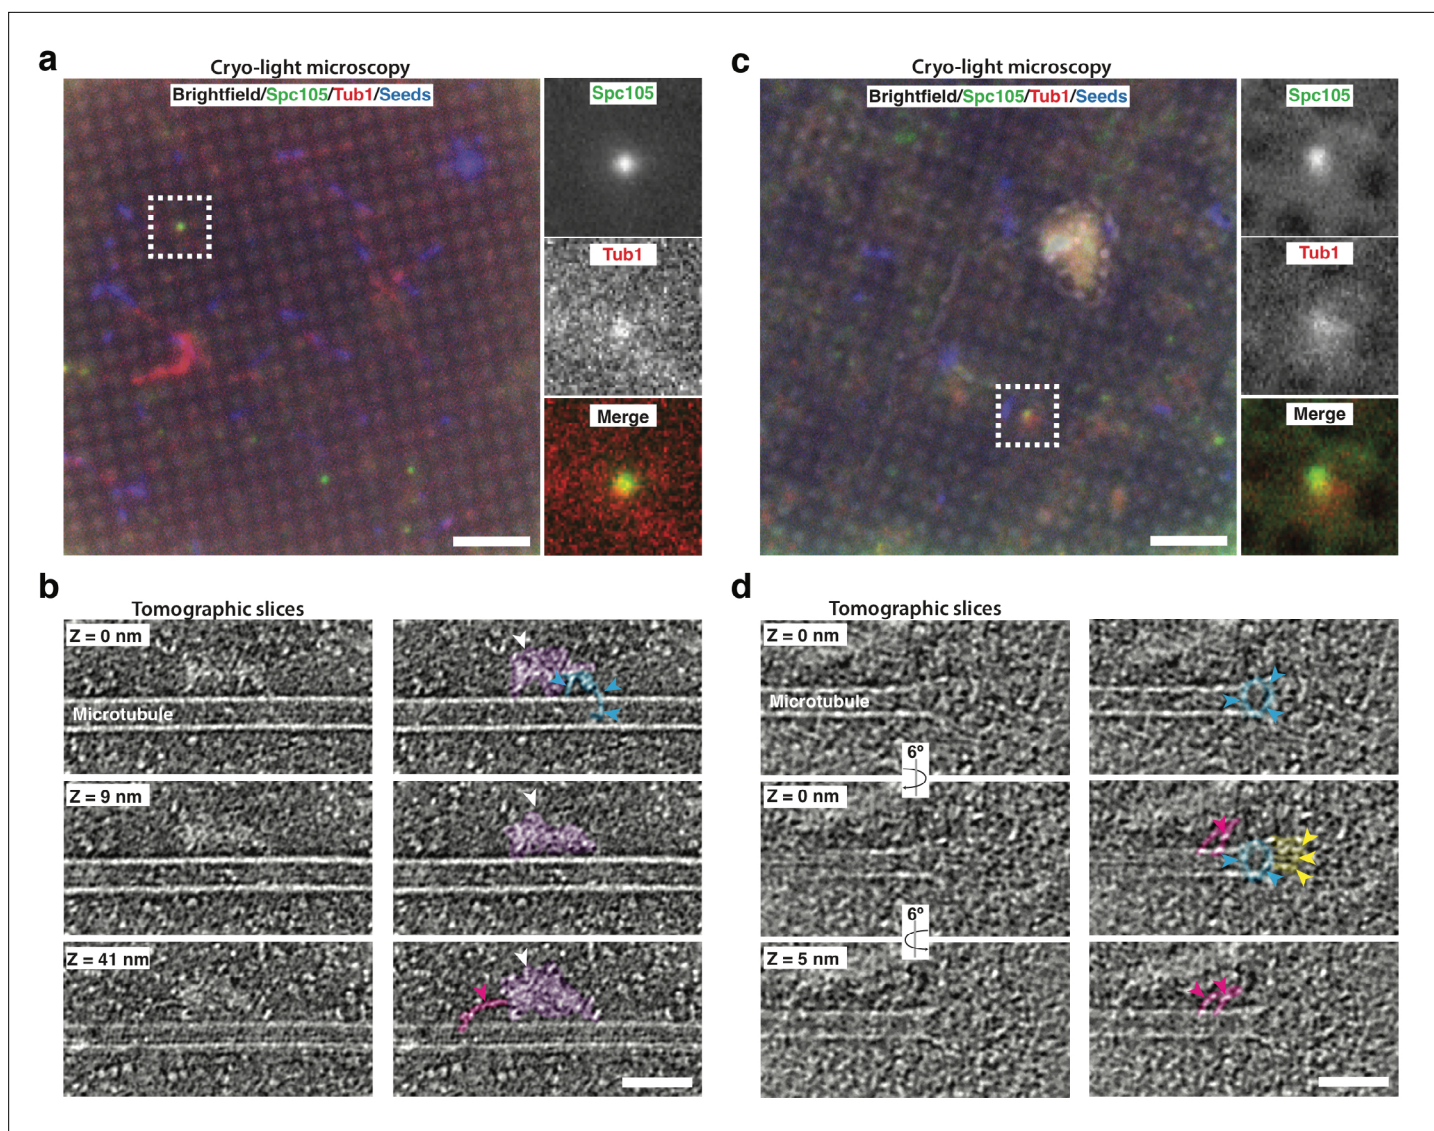 a
Cryo-light microscopy
Brightfield/Spc105/Tub1/Seeds
Spc105
Tub1
Merge
b
Tomographic slices
Z = 0 nm
Microtubule
Z = 9 nm
Z = 41 nm
c
Cryo-light microscopy
Brightfield/Spc105/Tub1/Seeds
Spc105
Tub1
Merge
d
Tomographic slices
Z = 0 nm
Microtubule
6º
Z = 0 nm
6º
Z = 5 nm